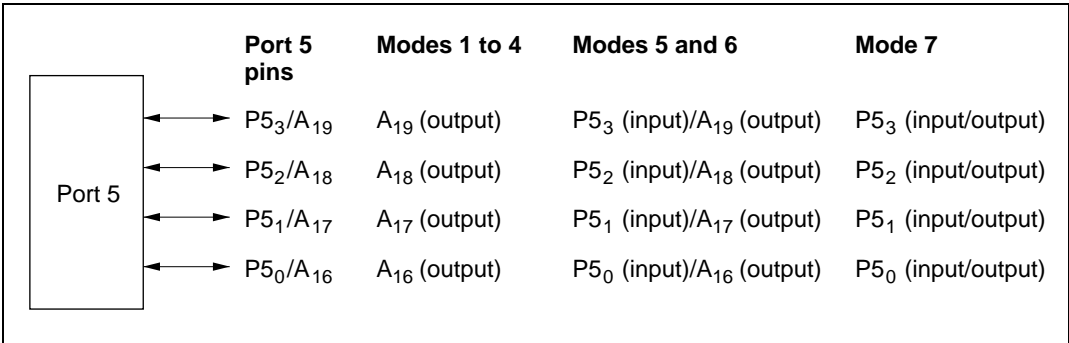 Port 5 pins Modes 1 to 4 Modes 5 and 6 Mode 7
P5₃/A₁₉ A₁₉ (output) P5₃ (input)/A₁₉ (output) P5₃ (input/output)
P5₂/A₁₈ A₁₈ (output) P5₂ (input)/A₁₈ (output) P5₂ (input/output)
Port 5
P5₁/A₁₇ A₁₇ (output) P5₁ (input)/A₁₇ (output) P5₁ (input/output)
P5₀/A₁₆ A₁₆ (output) P5₀ (input)/A₁₆ (output) P5₀ (input/output)